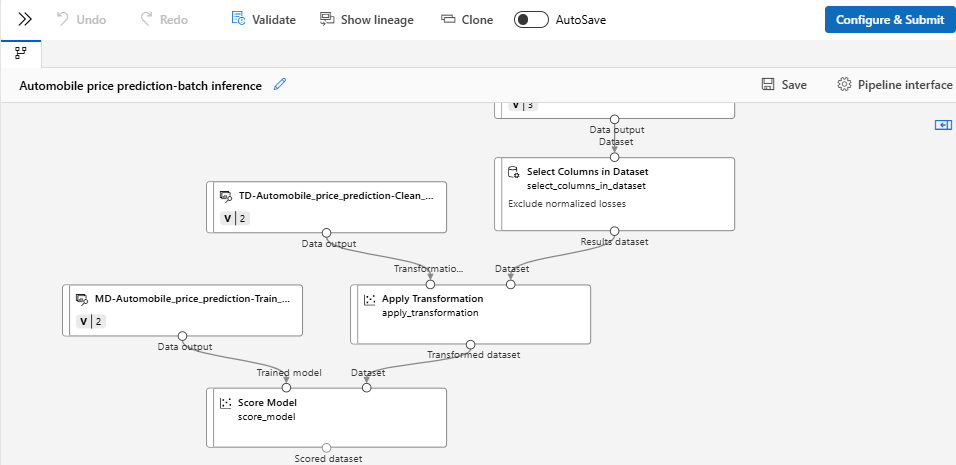 Undo
Redo
Validate
Show lineage
Clone
AutoSave
Configure & Submit
Automobile price prediction-batch inference
Save
Pipeline interface
V 3
Data output
Dataset
Select Columns in Dataset
select_columns_in_dataset
Exclude normalized losses
Results dataset
TD-Automobile_price_prediction-Clean_...
V 2
Data output
Transformatio...
Dataset
MD-Automobile_price_prediction-Train_...
V 2
Data output
Apply Transformation
apply_transformation
Transformed dataset
Trained model
Dataset
Score Model
score_model
Scored dataset